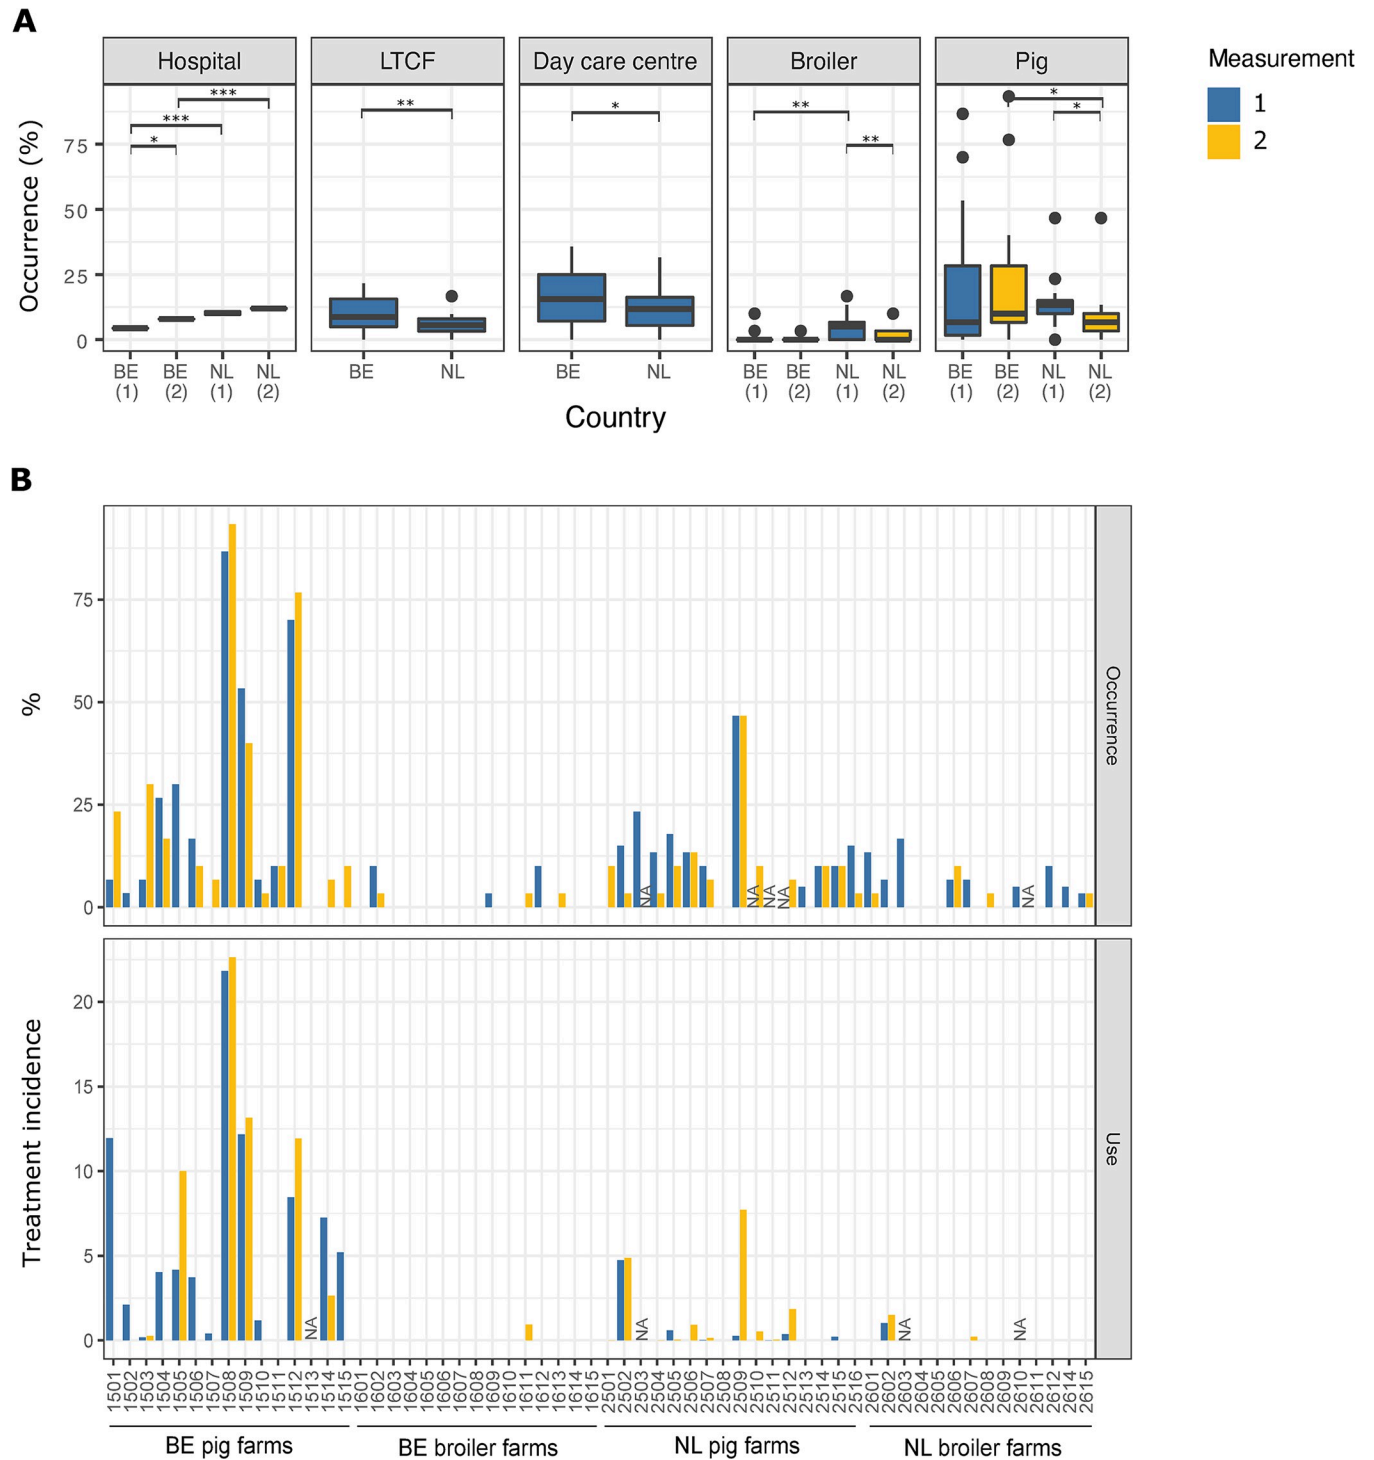 A
Hospital
LTCF
Day care centre
Broiler
Pig
Measurement
1
2
Occurrence (%)
75
50
25
0
***
***
*
**
*
**
**
*
*
BE (1)
BE (2)
NL (1)
NL (2)
BE
NL
BE
NL
BE (1)
BE (2)
NL (1)
NL (2)
BE (1)
BE (2)
NL (1)
NL (2)
Country
B
%
75
50
25
0
NA
NA
NA
NA
NA
Occurrence
Treatment incidence
20
15
10
5
0
NA
NA
NA
NA
Use
1501
1502
1503
1504
1505
1506
1507
1508
1509
1510
1511
1512
1513
1514
1515
1601
1602
1603
1604
1605
1606
1607
1608
1609
1610
1611
1612
1613
1614
1615
2501
2502
2503
2504
2505
2506
2507
2508
2509
2510
2511
2512
2513
2514
2515
2516
2601
2602
2603
2604
2605
2606
2607
2608
2609
2610
2611
2612
2614
2615
BE pig farms
BE broiler farms
NL pig farms
NL broiler farms